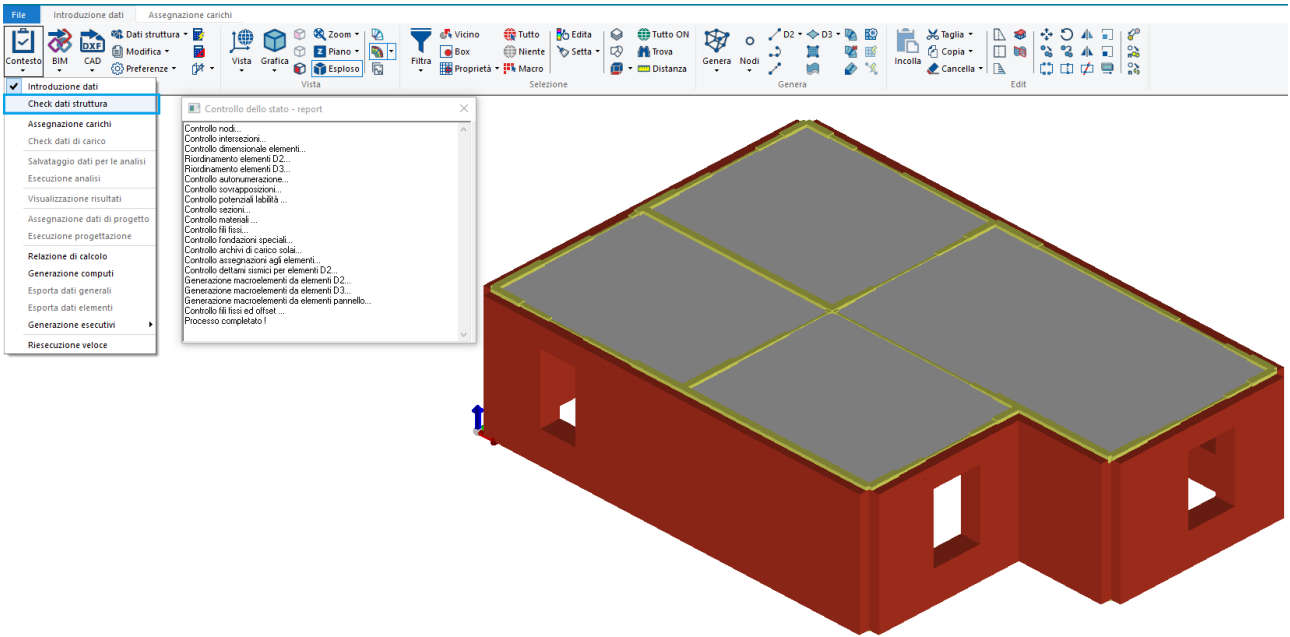 File Introduzione dati Assegnazione carichi
Contesto BIM CAD DXF Dati struttura Modifica Preferenze
Vista Grafica Zoom Piano Z Esploso
Vista
Filtra Vicino Box Proprietà Tutto Niente Macro Edita Setta Tutto ON Trova Distanza
Selezione
Genera Nodi D2 D3
Genera
Incolla Taglia Copia Cancella
Edit
Introduzione dati
Check dati struttura
Assegnazione carichi
Check dati di carico
Salvataggio dati per le analisi
Esecuzione analisi
Visualizzazione risultati
Assegnazione dati di progetto
Esecuzione progettazione
Relazione di calcolo
Generazione computi
Esporta dati generali
Esporta dati elementi
Generazione esecutivi
Riesecuzione veloce
Controllo dello stato - report
Controllo nodi...
Controllo intersezioni...
Controllo dimensionale elementi...
Riordinamento elementi D2...
Riordinamento elementi D3...
Controllo autonumerazione...
Controllo sovrapposizioni...
Controllo potenziali labilità ...
Controllo sezioni...
Controllo materiali ...
Controllo fili fissi...
Controllo fondazioni speciali...
Controllo archivi di carico solai...
Controllo assegnazioni agli elementi...
Controllo dettami sismici per elementi D2...
Generazione macroelementi da elementi D2...
Generazione macroelementi da elementi D3...
Generazione macroelementi da elementi pannello...
Controllo fili fissi ed offset ...
Processo completato !